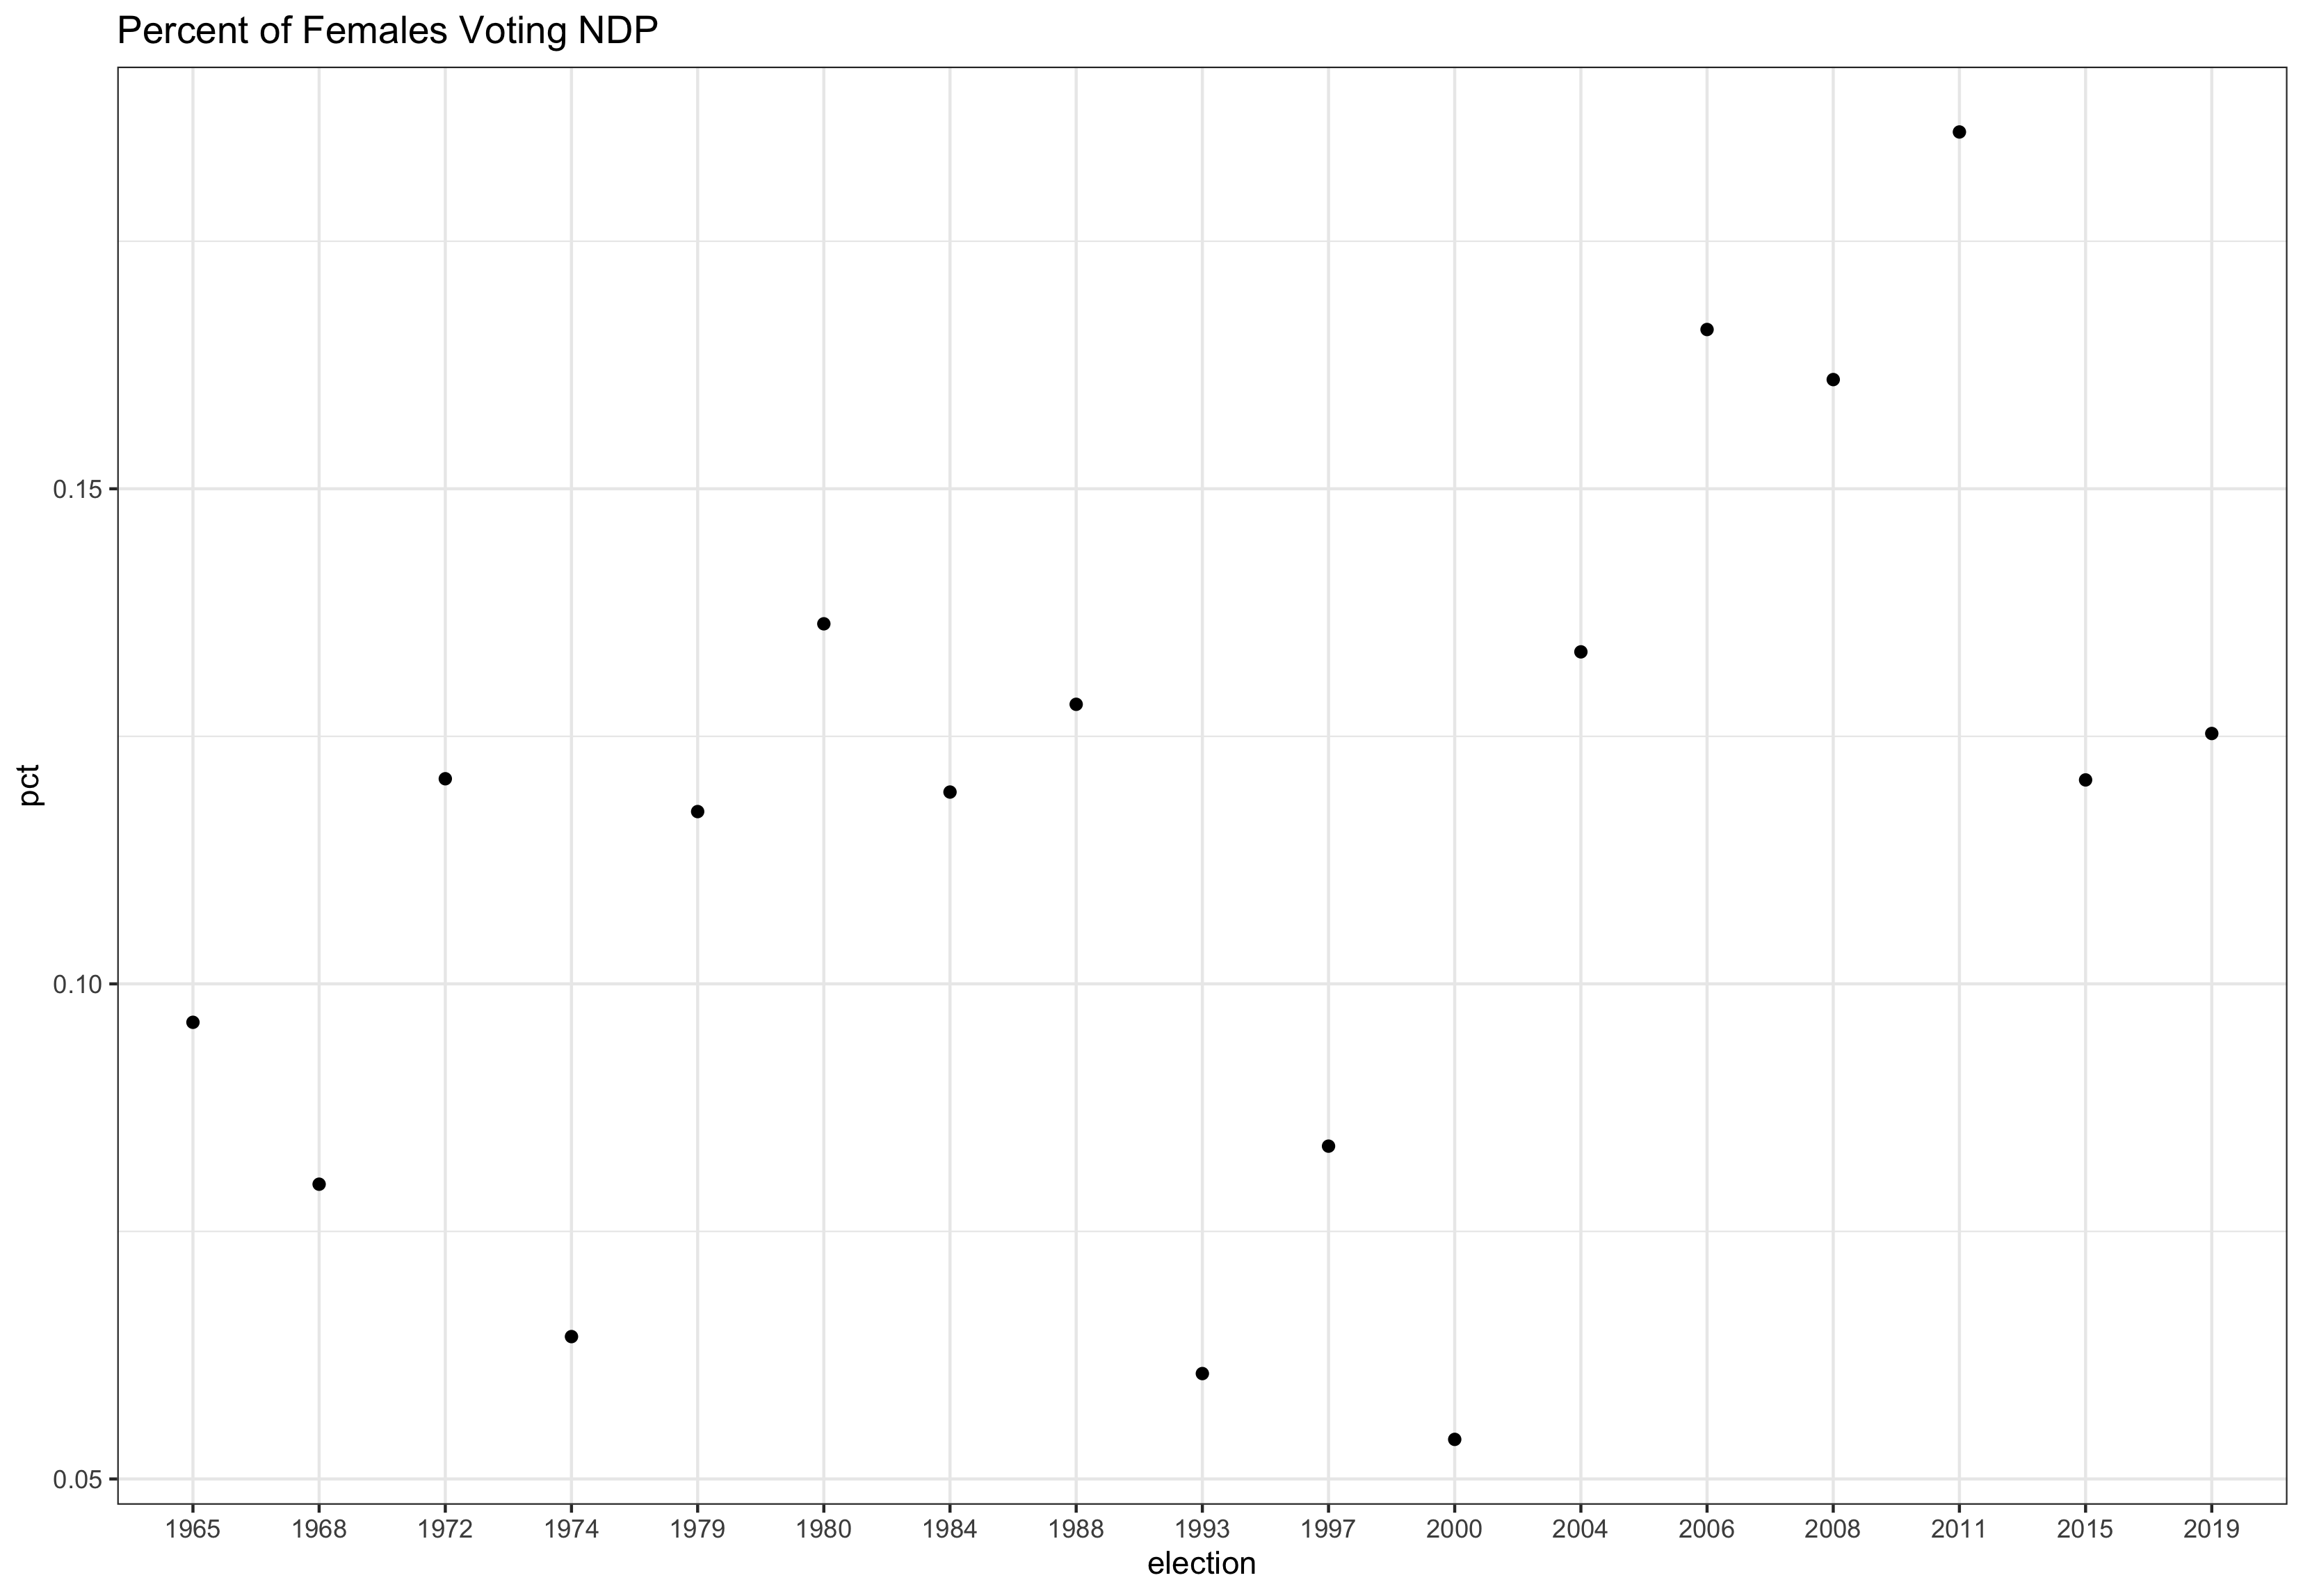 Percent of Females Voting NDP
pct
0.15
0.10
0.05
1965 1968 1972 1974 1979 1980 1984 1988 1993 1997 2000 2004 2006 2008 2011 2015 2019
election